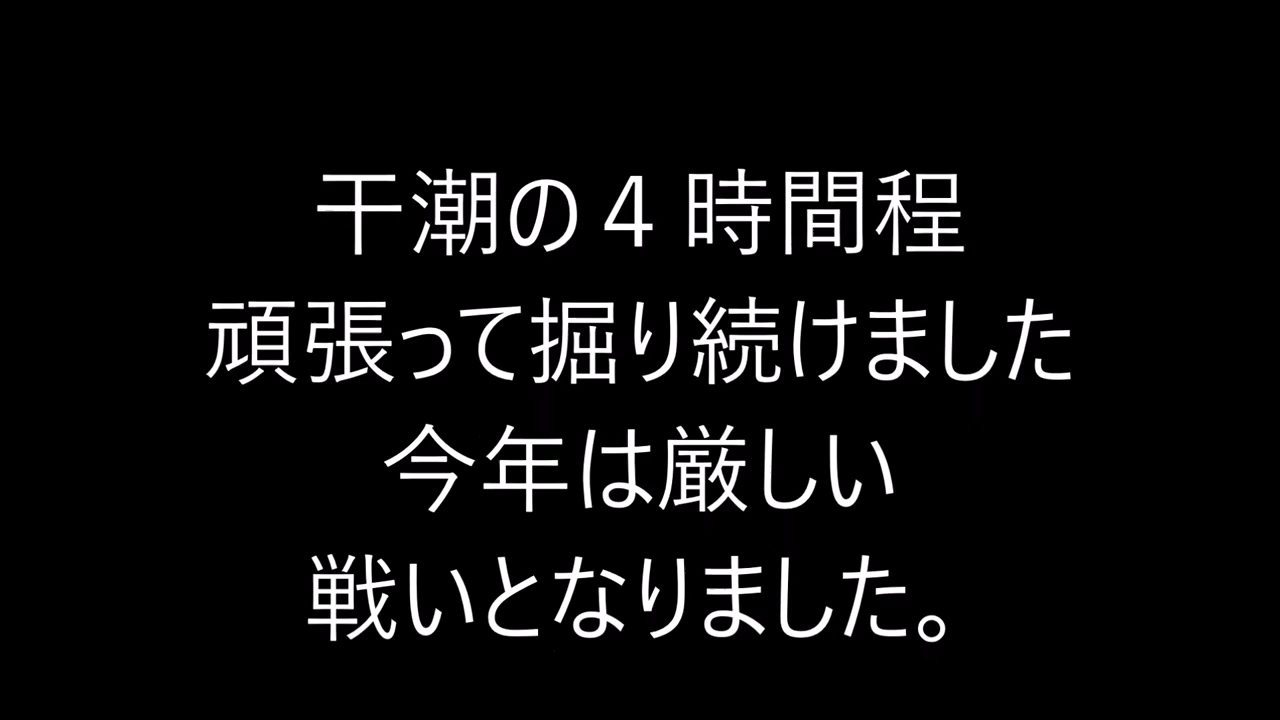 干潮の４時間程
頑張って掘り続けました
今年は厳しい
戦いとなりました。